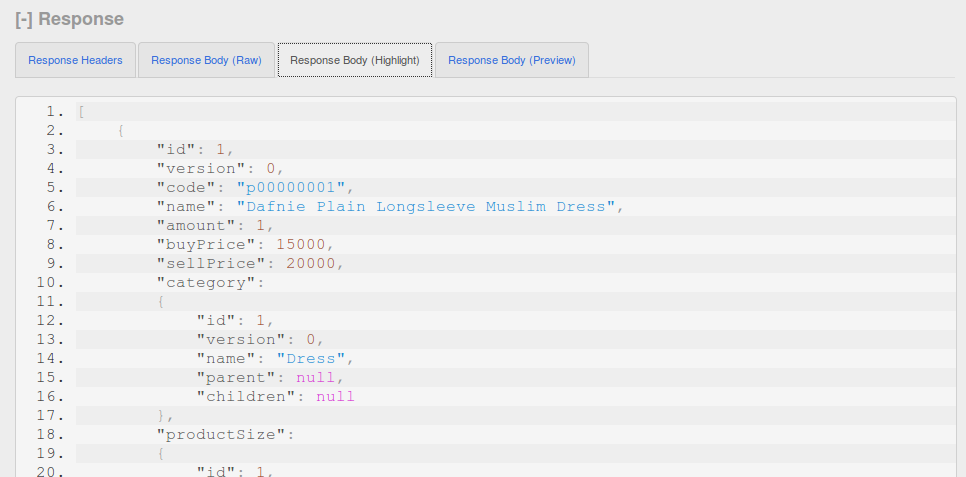 [-] Response
Response Headers Response Body (Raw) Response Body (Highlight) Response Body (Preview)
1. [
2. {
3. "id": 1,
4. "version": 0,
5. "code": "p00000001",
6. "name": "Dafnie Plain Longsleeve Muslim Dress",
7. "amount": 1,
8. "buyPrice": 15000,
9. "sellPrice": 20000,
10. "category":
11. {
12. "id": 1,
13. "version": 0,
14. "name": "Dress",
15. "parent": null,
16. "children": null
17. },
18. "productSize":
19. {
20. "id": 1,